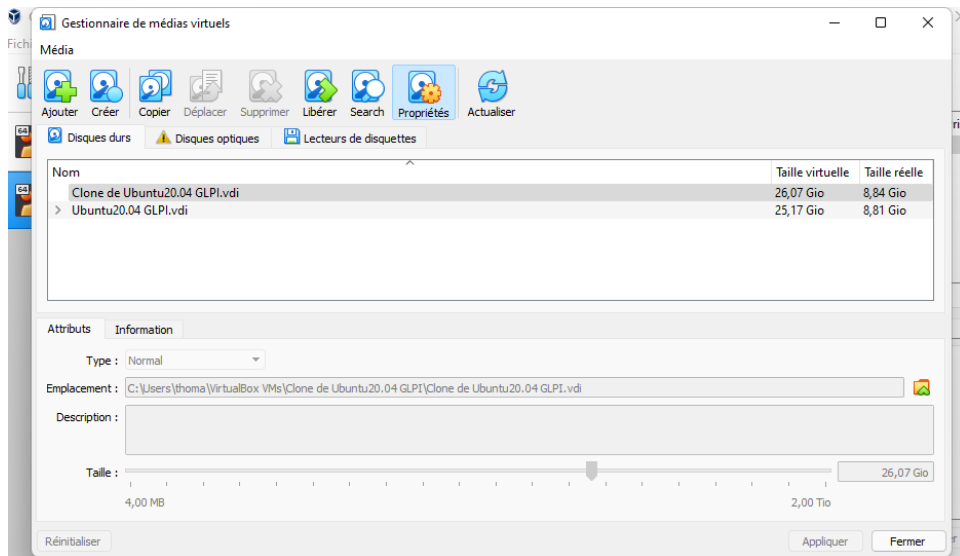 Gestionnaire de médias virtuels
Fichi
Média
Ajouter Créer Copier Déplacer Supprimer Libérer Search Propriétés Actualiser
Disques durs Disques optiques Lecteurs de disquettes
64
Nom Taille virtuelle Taille réelle
Clone de Ubuntu20.04 GLPI.vdi 26,07 Gio 8,84 Gio
64
Ubuntu20.04 GLPI.vdi 25,17 Gio 8,81 Gio
Attributs Information
Type : Normal
Emplacement : C:\Users\thoma\VirtualBox VMs\Clone de Ubuntu20.04 GLPI\Clone de Ubuntu20.04 GLPI.vdi
Description :
Taille : 26,07 Gio
4,00 MB 2,00 Tio
Réinitialiser Appliquer Fermer